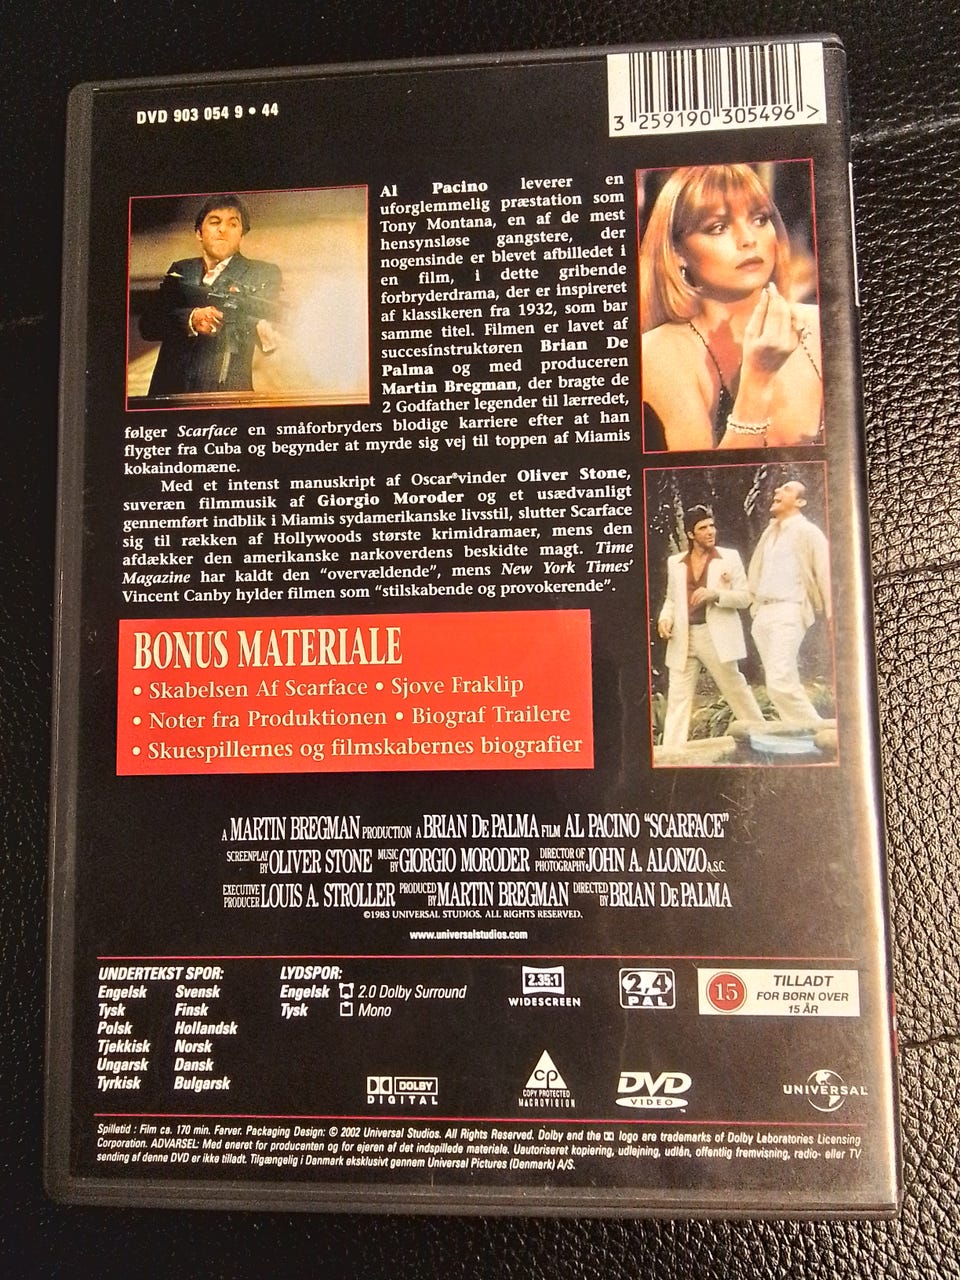 DVD 903 054 9 • 44
3 259190 305496 >
Al Pacino leverer en
uforglemmelig præstation som
Tony Montana, en af de mest
hensynsløse gangstere, der
nogensinde er blevet afbilledet i
en film, i dette gribende
forbryderdrama, der er inspireret
af klassikeren fra 1932, som bar
samme titel. Filmen er lavet af
succesinstruktøren Brian De
Palma og med produceren
Martin Bregman, der bragte de
2 Godfather legender til lærredet,
følger Scarface en småforbryders blodige karriere efter at han
flygter fra Cuba og begynder at myrde sig vej til toppen af Miamis
kokaindomæne.
Med et intenst manuskript af Oscar®vinder Oliver Stone,
suveræn filmmusik af Giorgio Moroder og et usædvanligt
gennemført indblik i Miamis sydamerikanske livsstil, slutter Scarface
sig til rækken af Hollywoods største krimidramaer, mens den
afdækker den amerikanske narkoverdens beskidte magt. Time
Magazine har kaldt den “overvældende”, mens New York Times’
Vincent Canby hylder filmen som “stilskabende og provokerende”.
BONUS MATERIALE
• Skabelsen Af Scarface • Sjove Fraklip
• Noter fra Produktionen • Biograf Trailere
• Skuespillernes og filmskabernes biografier
A MARTIN BREGMAN PRODUCTION A BRIAN DE PALMA FILM AL PACINO “SCARFACE”
SCREENPLAY BY OLIVER STONE MUSIC BY GIORGIO MORODER DIRECTOR OF PHOTOGRAPHY JOHN A. ALONZO A.S.C.
EXECUTIVE PRODUCER LOUIS A. STROLLER PRODUCED BY MARTIN BREGMAN DIRECTED BY BRIAN DE PALMA
©1983 UNIVERSAL STUDIOS. ALL RIGHTS RESERVED.
www.universalstudios.com
UNDERTEKST SPOR:
Engelsk Svensk
Tysk Finsk
Polsk Hollandsk
Tjekkisk Norsk
Ungarsk Dansk
Tyrkisk Bulgarsk
LYDSPOR:
Engelsk 2.0 Dolby Surround
Tysk Mono
2.35:1
WIDESCREEN
2,4
PAL
15
TILLADT
FOR BØRN OVER
15 ÅR
DOLBY
DIGITAL
CP
COPY PROTECTED
MACROVISION
DVD
VIDEO
UNIVERSAL
Spilletid : Film ca. 170 min. Farver. Packaging Design: © 2002 Universal Studios. All Rights Reserved. Dolby and the logo are trademarks of Dolby Laboratories Licensing
Corporation. ADVARSEL: Med eneret for producenten og for ejeren af det indspillede materiale. Uautoriseret kopiering, udlejning, udlån, offentlig fremvisning, radio- eller TV
sending af denne DVD er ikke tilladt. Tilgængelig i Danmark eksklusivt gennem Universal Pictures (Denmark) A/S.